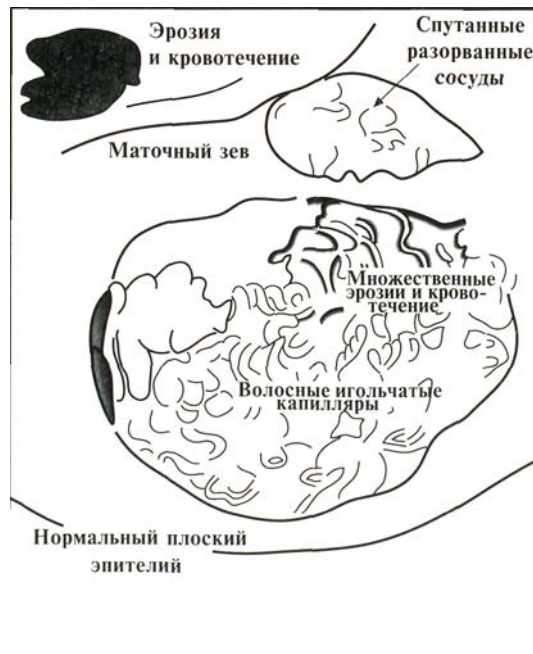 Эрозия
и кровотечение
Спутанные
разорванные
сосуды
Маточный зев
Множественные
эрозии и крово-
течение
Волосные игольчатые
капилляры
Нормальный плоский
эпителий